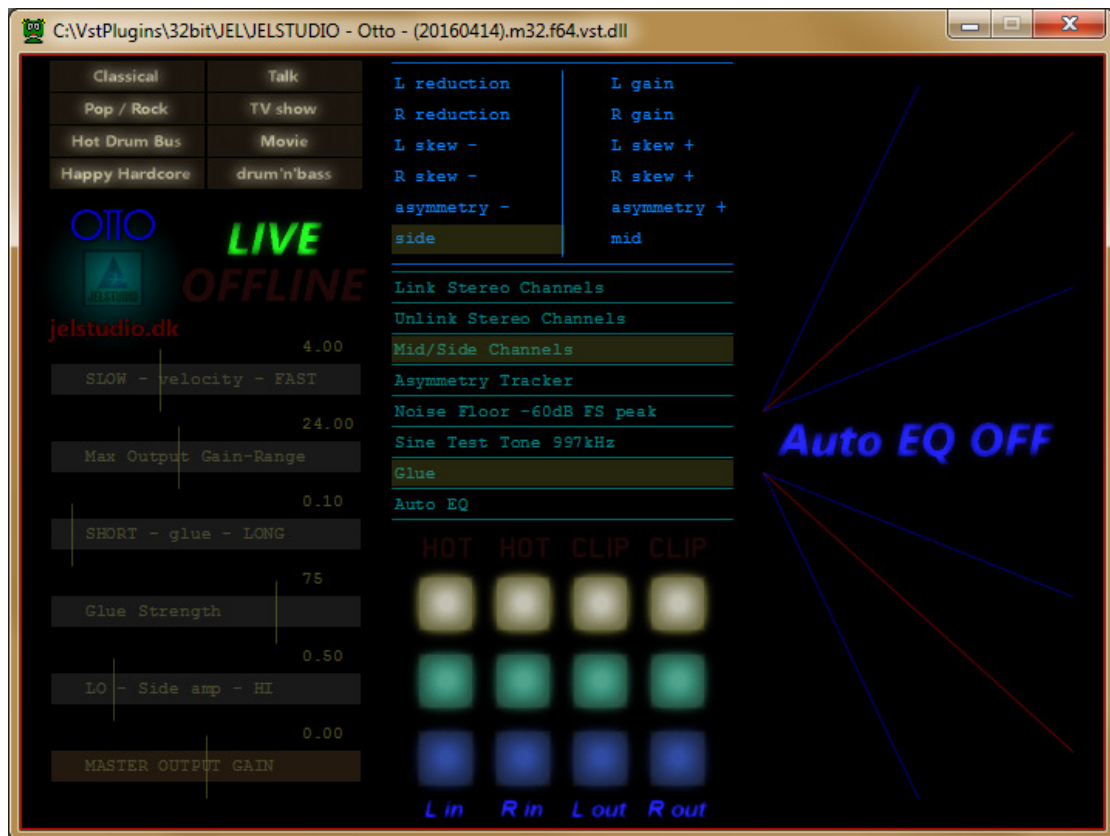 C:\VstPlugins\32bit\JEL\JELSTUDIO - Otto - (20160414).m32.f64.vst.dll
Classical
Talk
Pop / Rock
TV show
Hot Drum Bus
Movie
Happy Hardcore
drum'n'bass
OTTO
JELSTUDIO
jelstudio.dk
LIVE
OFFLINE
4.00
SLOW - velocity - FAST
24.00
Max Output Gain-Range
0.10
SHORT - glue - LONG
75
Glue Strength
0.50
LO - Side amp - HI
0.00
MASTER OUTPUT GAIN
L reduction
L gain
R reduction
R gain
L skew -
L skew +
R skew -
R skew +
asymmetry -
asymmetry +
side
mid
Link Stereo Channels
Unlink Stereo Channels
Mid/Side Channels
Asymmetry Tracker
Noise Floor -60dB FS peak
Sine Test Tone 997kHz
Glue
Auto EQ
HOT HOT CLIP CLIP
L in R in L out R out
Auto EQ OFF